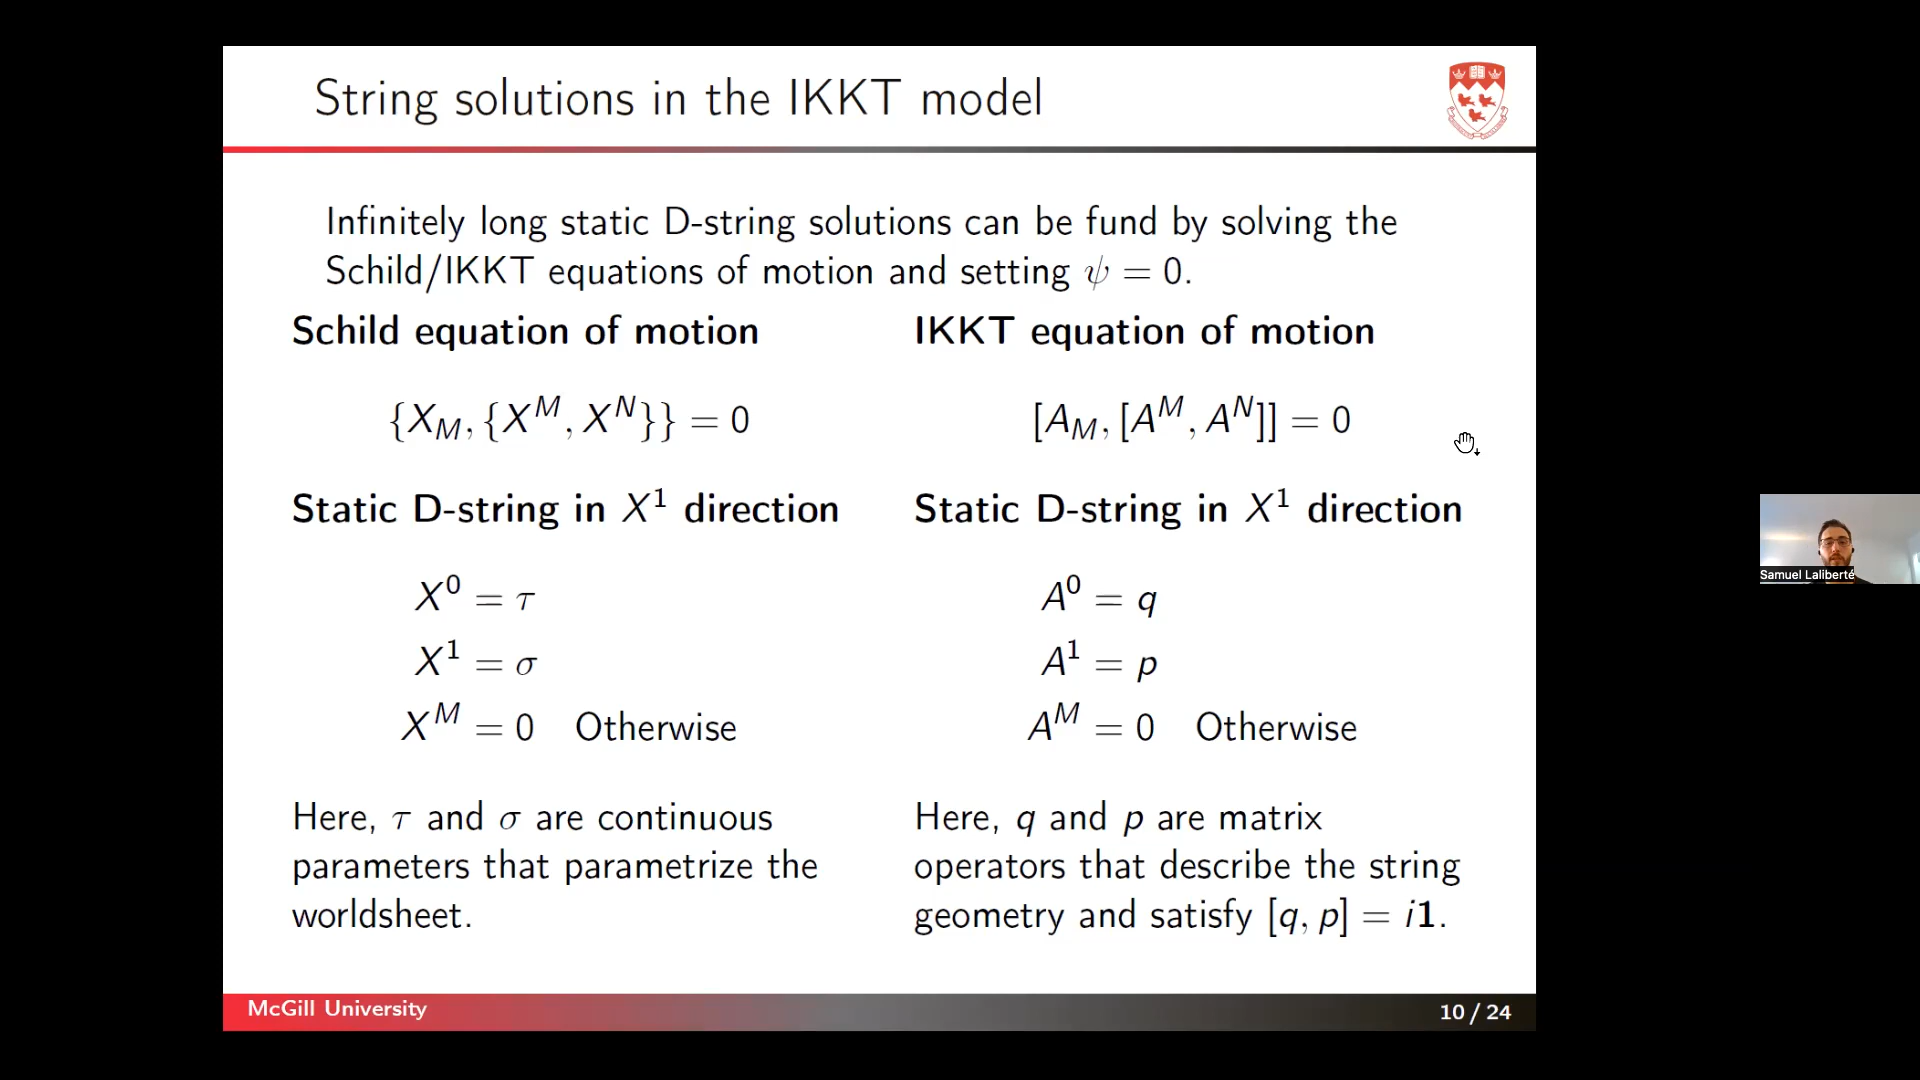 String solutions in the IKKT model
Infinitely long static D-string solutions can be fund by solving the
Schild/IKKT equations of motion and setting ψ = 0.
Schild equation of motion
{X_M, {X^M, X^N}} = 0
Static D-string in X^1 direction
X^0 = τ
X^1 = σ
X^M = 0 Otherwise
Here, τ and σ are continuous
parameters that parametrize the
worldsheet.
IKKT equation of motion
[A_M, [A^M, A^N]] = 0
Static D-string in X^1 direction
A^0 = q
A^1 = p
A^M = 0 Otherwise
Here, q and p are matrix
operators that describe the string
geometry and satisfy [q, p] = i1.
McGill University
10 / 24
Samuel Laliberté